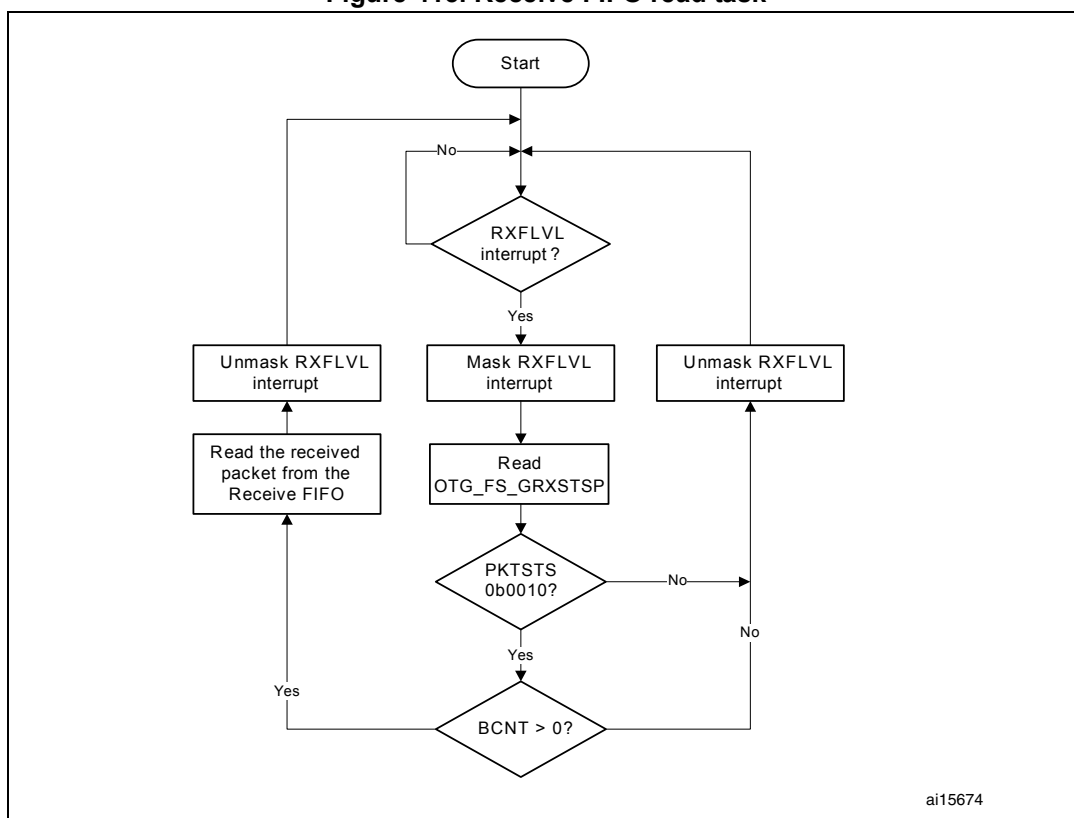 Figure Receive FIFO read task
Start
No
RXFLVL
interrupt ?
Yes
Unmask RXFLVL
interrupt
Mask RXFLVL
interrupt
Unmask RXFLVL
interrupt
Read the received
packet from the
Receive FIFO
Read
OTG_FS_GRXSTSP
PKTSTS
0b0010?
No
No
Yes
Yes
BCNT > 0?
ai15674